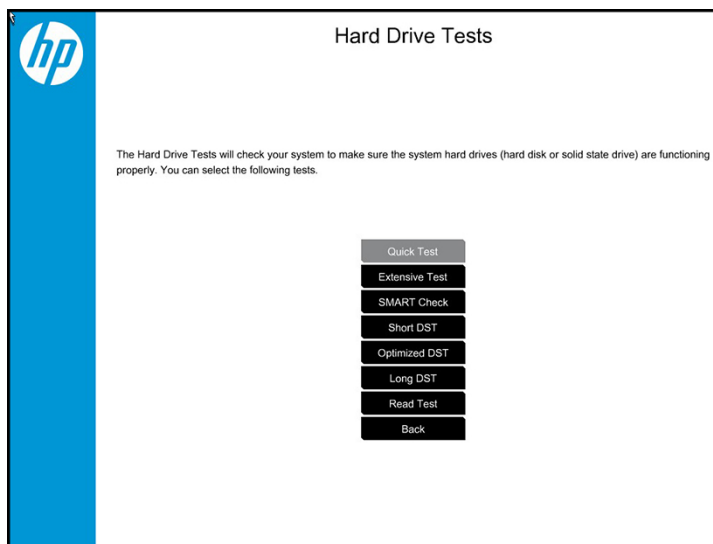 hp
Hard Drive Tests
The Hard Drive Tests will check your system to make sure the system hard drives (hard disk or solid state drive) are functioning
properly. You can select the following tests.
Quick Test
Extensive Test
SMART Check
Short DST
Optimized DST
Long DST
Read Test
Back